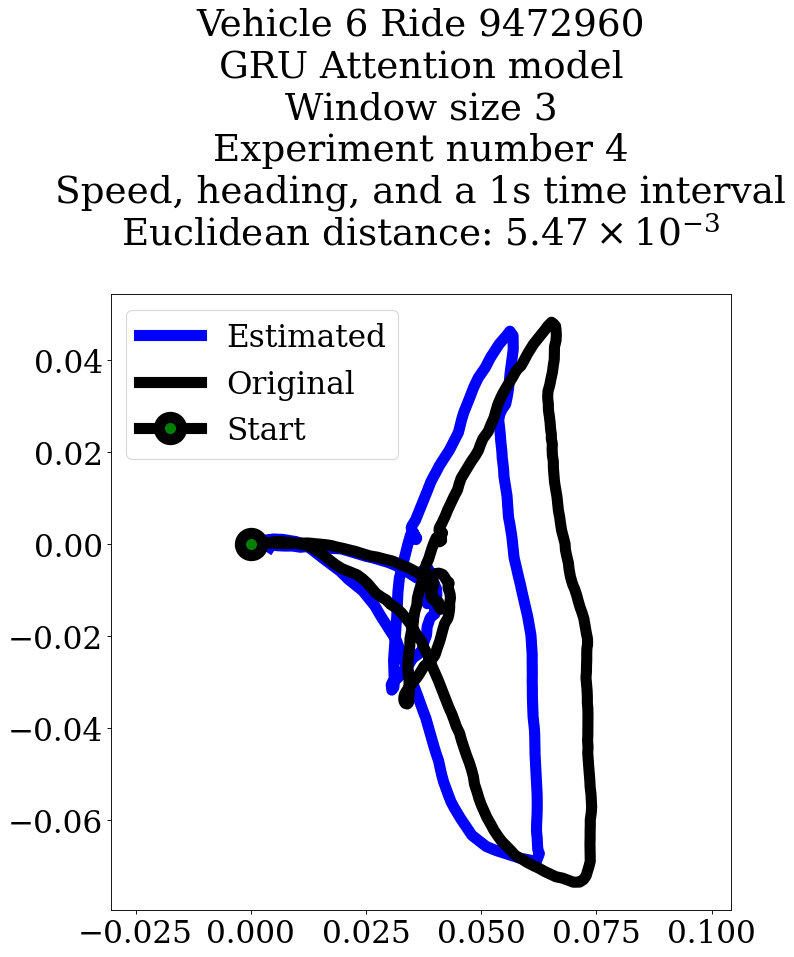 Vehicle 6 Ride 9472960
GRU Attention model
Window size 3
Experiment number 4
Speed, heading, and a 1s time interval
Euclidean distance: 5.47 × 10⁻³
Estimated
Original
Start
0.04
0.02
0.00
−0.02
−0.04
−0.06
−0.025 0.000 0.025 0.050 0.075 0.100